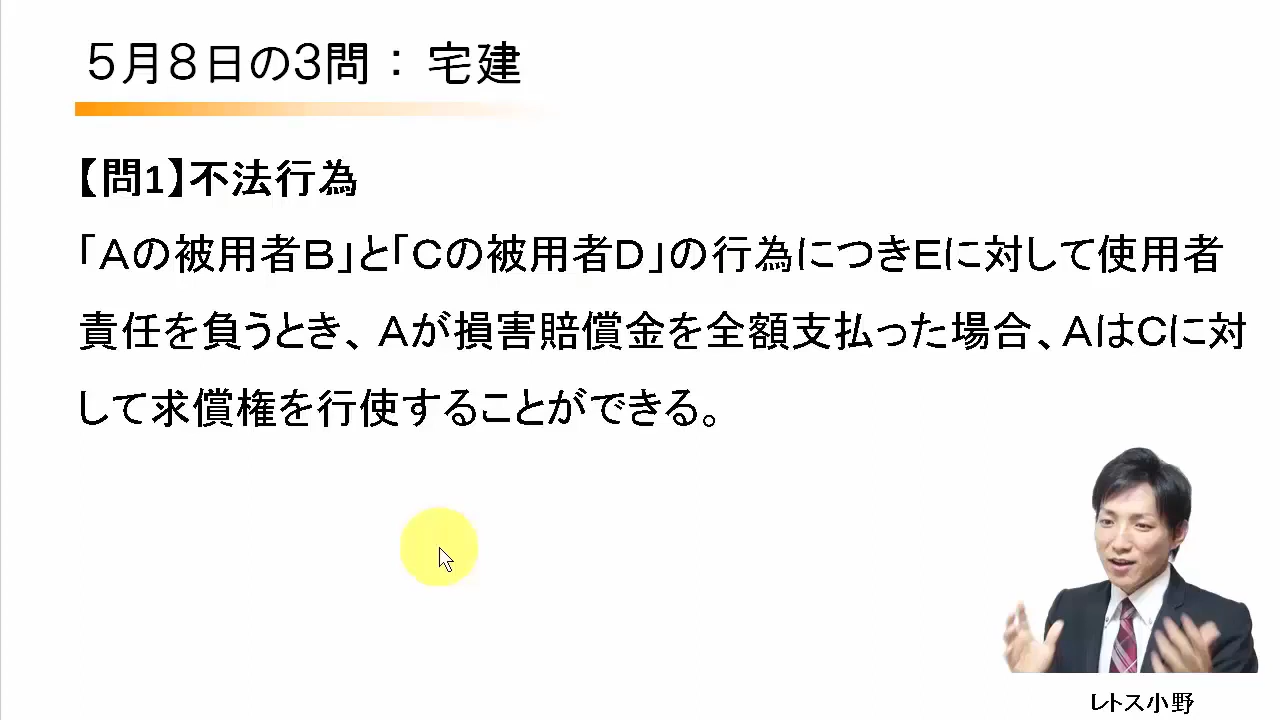 5月8日の3問：宅建
【問1】不法行為
「Aの被用者B」と「Cの被用者D」の行為につきEに対して使用者
責任を負うとき、Aが損害賠償金を全額支払った場合、AはCに対
して求償権を行使することができる。
レトス小野